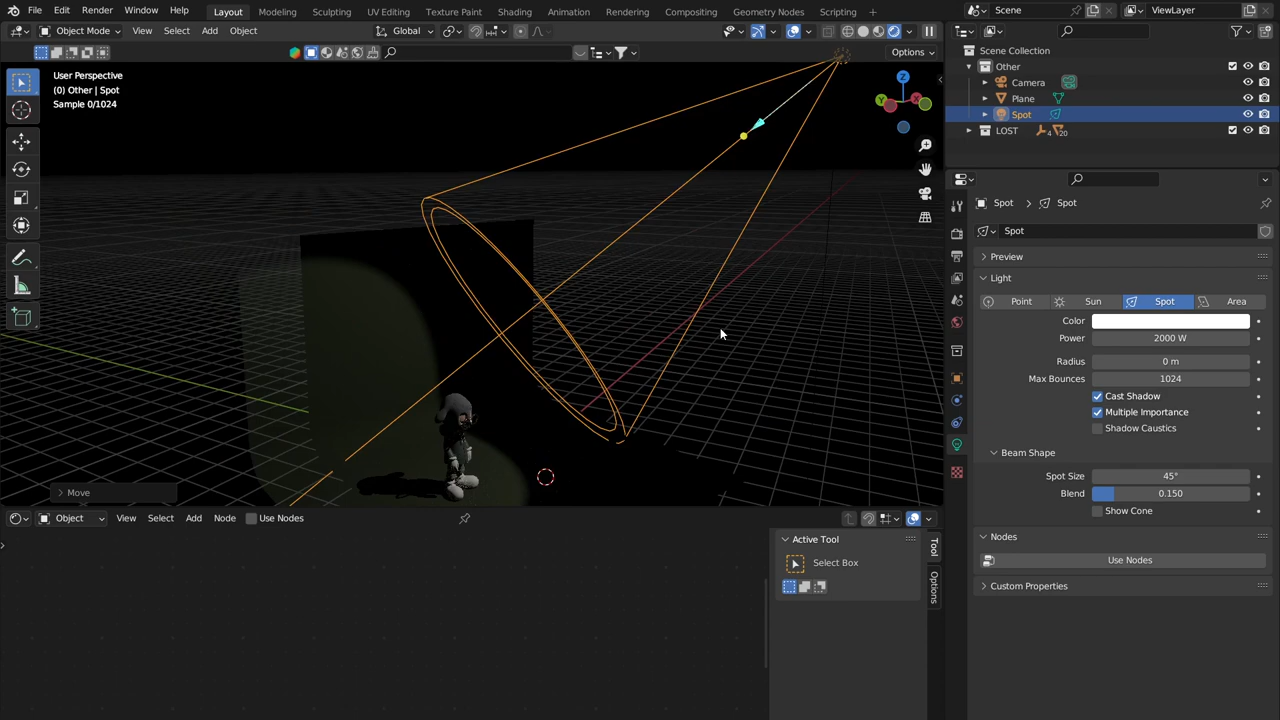 File Edit Render Window Help Layout Modeling Sculpting UV Editing Texture Paint Shading Animation Rendering Compositing Geometry Nodes Scripting + Scene ViewLayer
Object Mode View Select Add Object Global
Options
User Perspective
(0) Other | Spot
Sample 0/1024
Z
Y
X
Move
Scene Collection
Other
Camera
Plane
Spot
LOST 4 20
Spot > Spot
Spot
Preview
Light
Point Sun Spot Area
Color
Power 2000 W
Radius 0 m
Max Bounces 1024
Cast Shadow
Multiple Importance
Shadow Caustics
Beam Shape
Spot Size 45°
Blend 0.150
Show Cone
Nodes
Use Nodes
Custom Properties
Object View Select Add Node Use Nodes
Active Tool
Select Box
Tool
Options